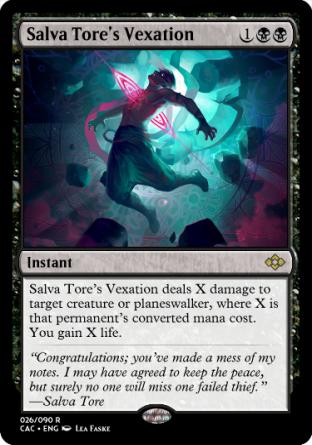 Salva Tore's Vexation 1
Instant
Salva Tore's Vexation deals X damage to
target creature or planeswalker, where X is
that permanent's converted mana cost.
You gain X life.
“Congratulations; you've made a mess of my
notes. I may have agreed to keep the peace,
but surely no one will miss one failed thief.”
—Salva Tore
026/090 R
CAC • ENG Lea Faske